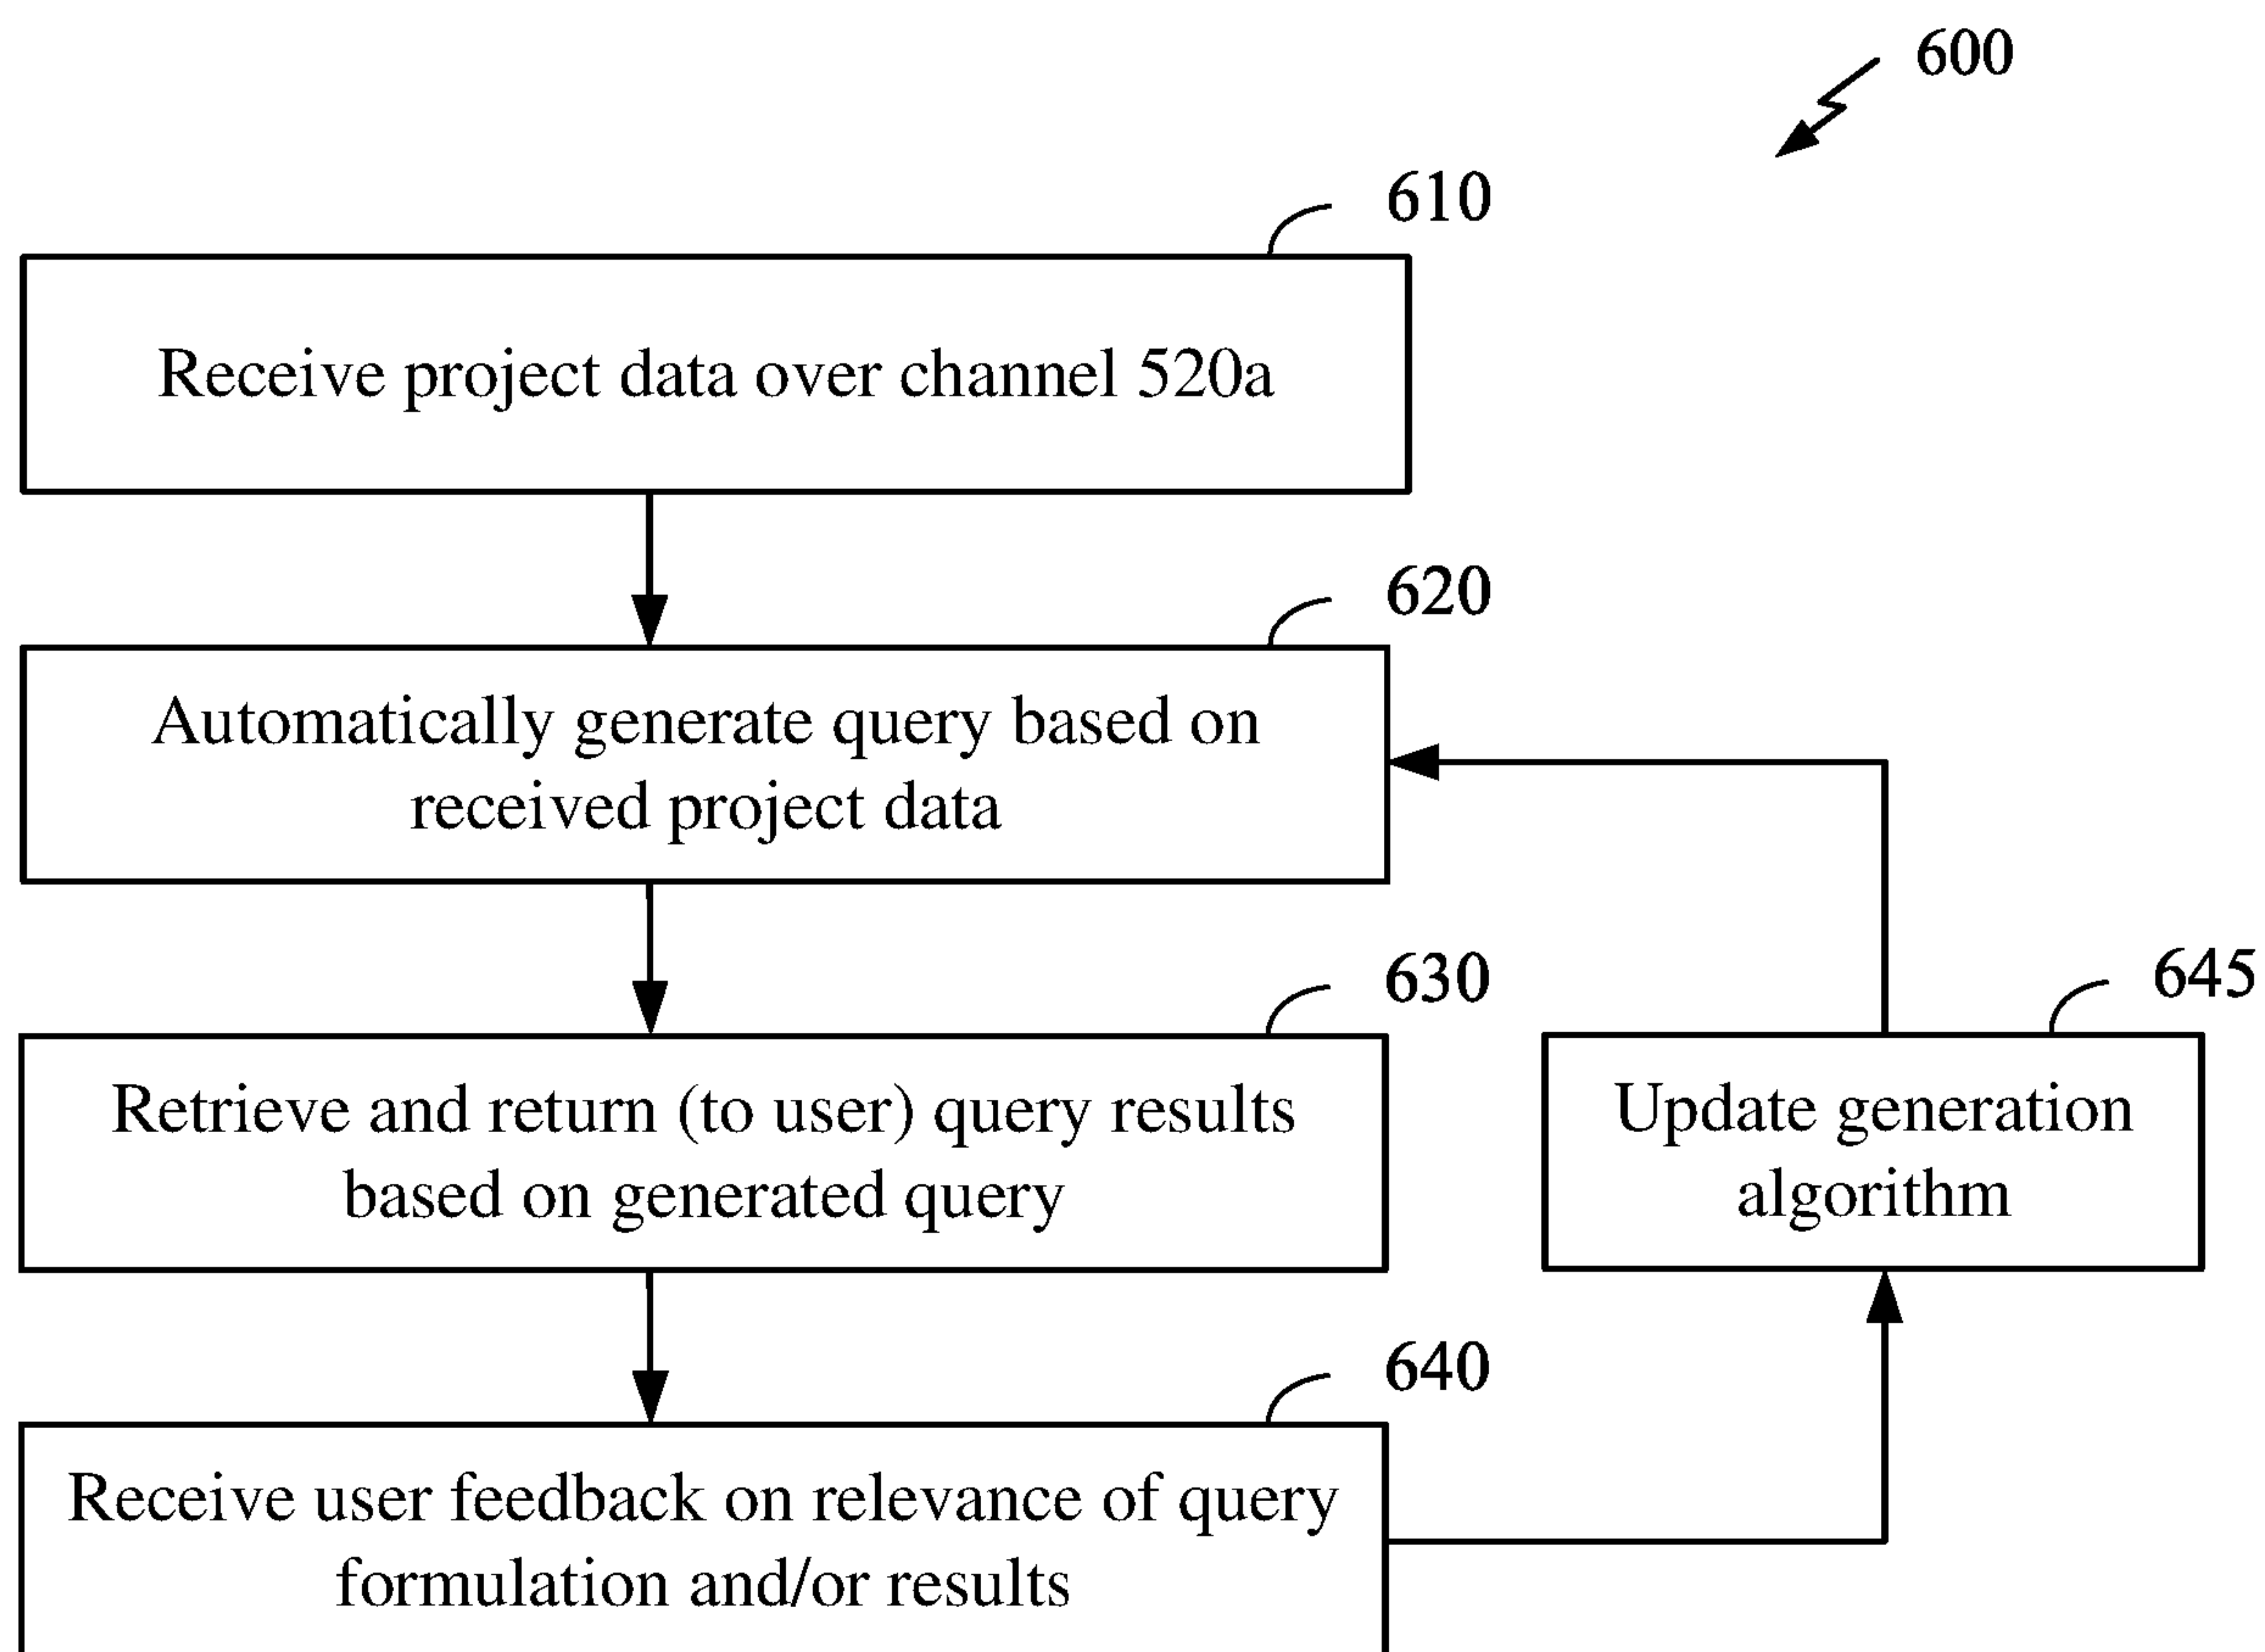 600
610
Receive project data over channel 520a
620
Automatically generate query based on
received project data
630
Retrieve and return (to user) query results
based on generated query
645
Update generation
algorithm
640
Receive user feedback on relevance of query
formulation and/or results